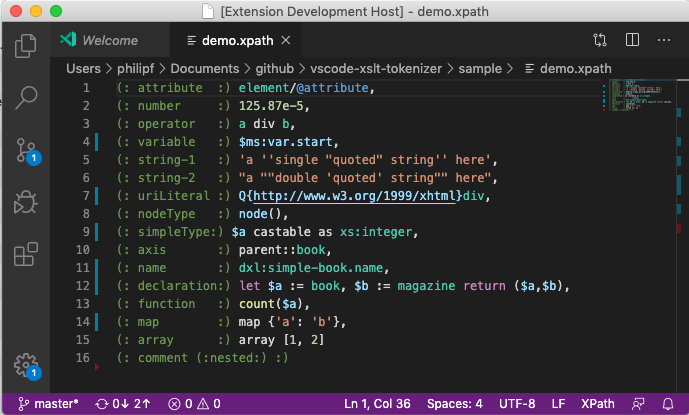 [Extension Development Host] - demo.xpath
Welcome
demo.xpath
Users › philipf › Documents › github › vscode-xslt-tokenizer › sample › demo.xpath
1 (: attribute :) element/@attribute,
2 (: number :) 125.87e-5,
3 (: operator :) a div b,
4 (: variable :) $ms:var.start,
5 (: string-1 :) 'a ''single "quoted" string'' here',
6 (: string-2 :) "a ""double 'quoted' string"" here",
7 (: uriLiteral :) Q{http://www.w3.org/1999/xhtml}div,
8 (: nodeType :) node(),
9 (: simpleType:) $a castable as xs:integer,
10 (: axis :) parent::book,
11 (: name :) dxl:simple-book.name,
12 (: declaration:) let $a := book, $b := magazine return ($a,$b),
13 (: function :) count($a),
14 (: map :) map {'a': 'b'},
15 (: array :) array [1, 2]
16 (: comment (:nested:) :)
1
1
master* 0↓ 2↑ 0 0 Ln 1, Col 36 Spaces: 4 UTF-8 LF XPath